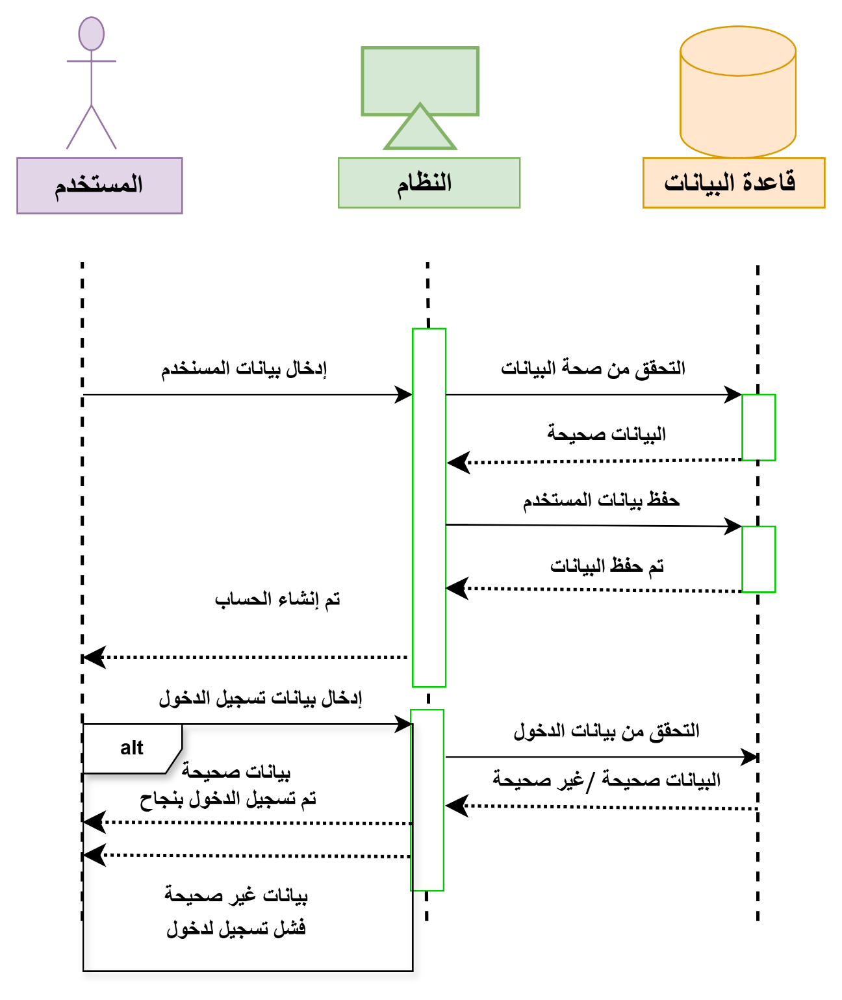 المستخدم
النظام
قاعدة البيانات
إدخال بيانات المسنخدم
التحقق من صحة البيانات
البيانات صحيحة
حفظ بيانات المستخدم
تم حفظ البيانات
تم إنشاء الحساب
إدخال بيانات تسجيل الدخول
التحقق من بيانات الدخول
alt
بيانات صحيحة
البيانات صحيحة /غير صحيحة
تم تسجيل الدخول بنجاح
بيانات غير صحيحة
فشل تسجيل لدخول